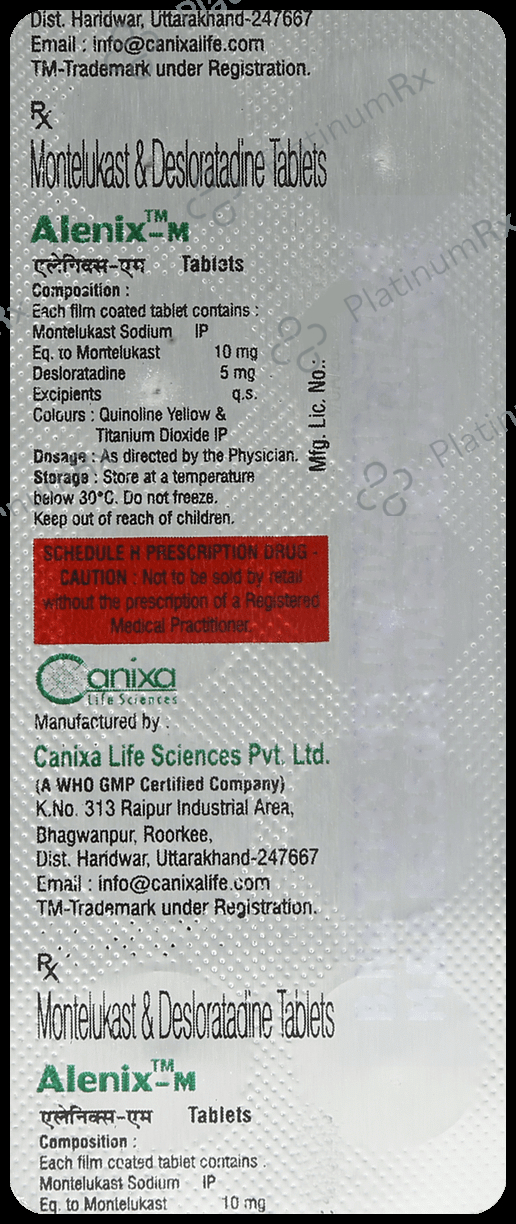 Dist. Haridwar, Uttarakhand-247667
Email : info@canixalife.com
TM-Trademark under Registration.
Rx
Montelukast & Desloratadine Tablets
Alenix™-M
एलेनिक्स-एम Tablets
Composition :
Each film coated tablet contains :
Montelukast Sodium IP
Eq. to Montelukast 10 mg
Desloratadine 5 mg
Excipients q.s.
Colours : Quinoline Yellow &
Titanium Dioxide IP
Dosage : As directed by the Physician.
Storage : Store at a temperature
below 30°C. Do not freeze.
Keep out of reach of children.
Mfg. Lic. No.:
SCHEDULE H PRESCRIPTION DRUG -
CAUTION : Not to be sold by retail
without the prescription of a Registered
Medical Practitioner.
Canixa
Life Sciences
Manufactured by :
Canixa Life Sciences Pvt. Ltd.
(A WHO GMP Certified Company)
K.No. 313 Raipur Industrial Area,
Bhagwanpur, Roorkee,
Dist. Haridwar, Uttarakhand-247667
Email : info@canixalife.com
TM-Trademark under Registration.
Rx
Montelukast & Desloratadine Tablets
Alenix™-M
एलेनिक्स-एम Tablets
Composition :
Each film coated tablet contains :
Montelukast Sodium IP
Eq. to Montelukast 10 mg
PlatinumRx
PlatinumRx